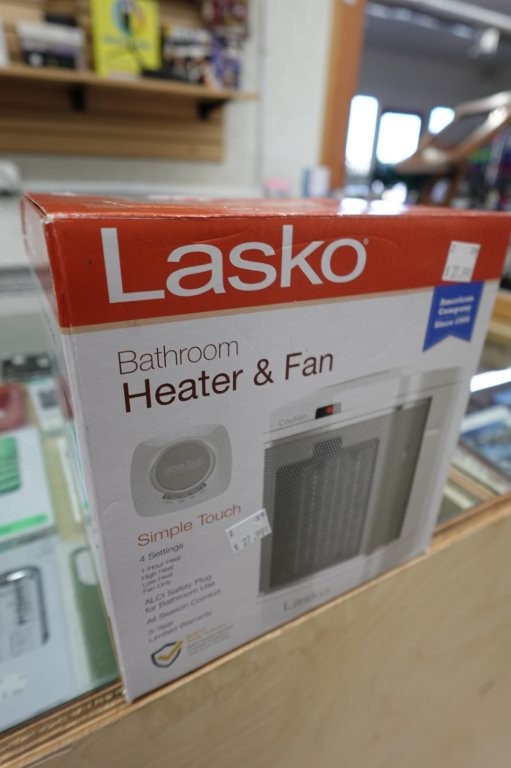 Lasko
American
Company
Since 1906
Bathroom
Heater & Fan
Caution
Simple Touch
4 Settings
1-Hour Heat
High Heat
Low Heat
Fan Only
ALCI Safety Plug
for Bathroom Use
All Season Comfort
3-Year
Limited Warranty
Lasko